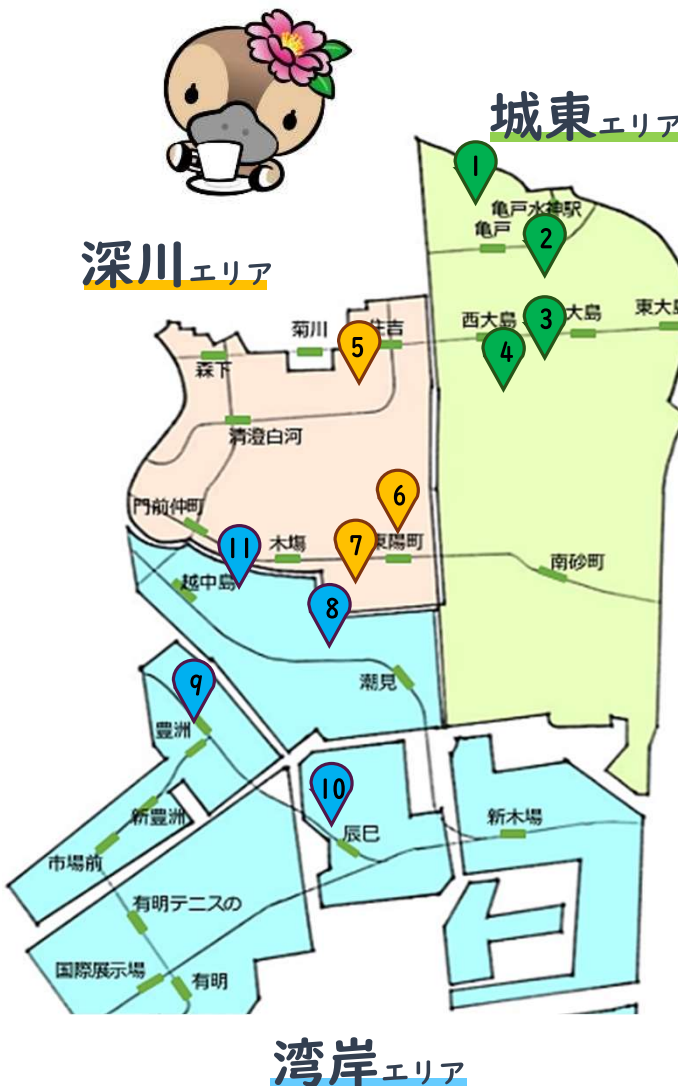 城東エリア
1
亀戸水神駅
亀戸
2
深川エリア
3
西大島
大島
東大島
4
菊川
住吉
5
森下
清澄白河
6
門前仲町
木塲
7
東陽町
11
南砂町
越中島
8
潮見
9
豊洲
10
新豊洲
辰巳
新木場
市場前
有明テニスの
国際展示場
有明
湾岸エリア